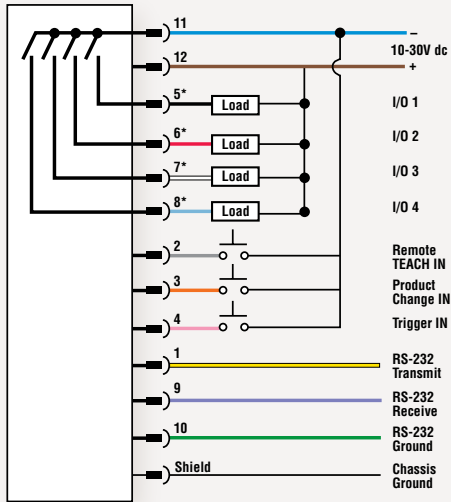 11
–
10-30V dc
12
+
5*
Load
I/O 1
6*
Load
I/O 2
7*
Load
I/O 3
8*
Load
I/O 4
2
Remote
TEACH IN
3
Product
Change IN
4
Trigger IN
1
RS-232
Transmit
9
RS-232
Receive
10
RS-232
Ground
Shield
Chassis
Ground